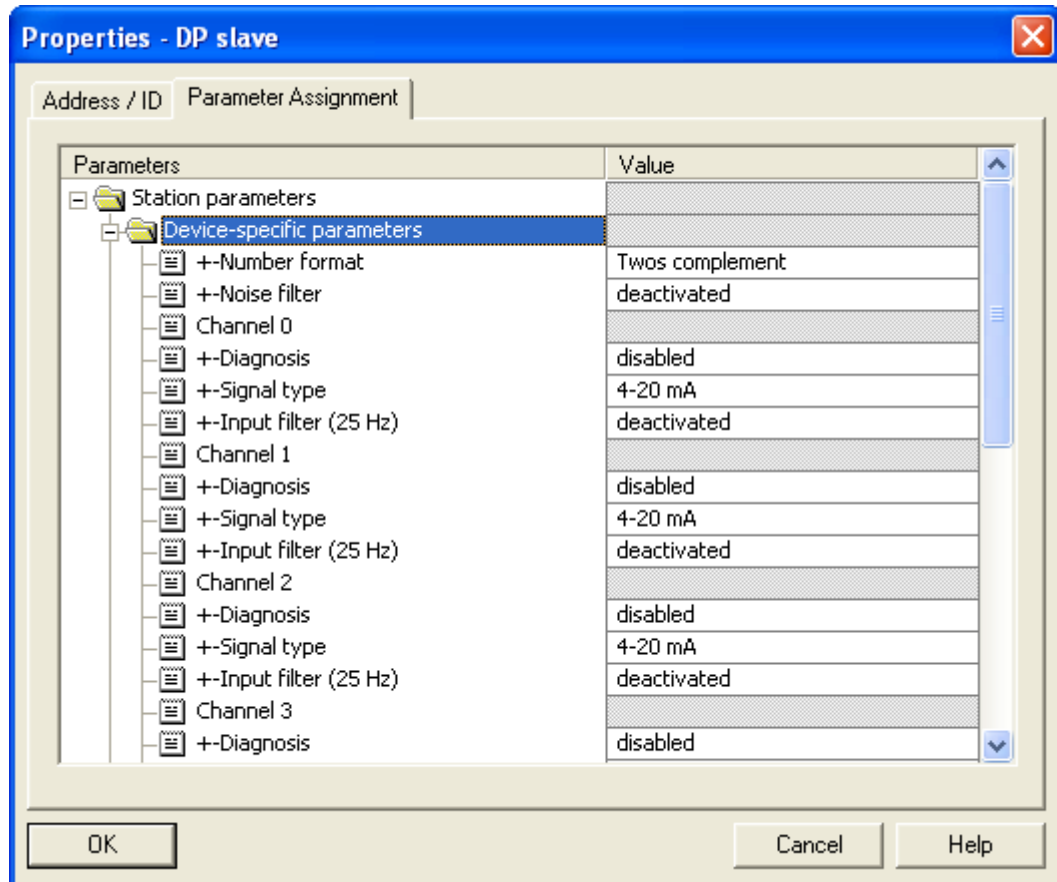 Properties - DP slave
Address / ID Parameter Assignment
Parameters Value
Station parameters
Device-specific parameters
+-Number format Twos complement
+-Noise filter deactivated
Channel 0
+-Diagnosis disabled
+-Signal type 4-20 mA
+-Input filter (25 Hz) deactivated
Channel 1
+-Diagnosis disabled
+-Signal type 4-20 mA
+-Input filter (25 Hz) deactivated
Channel 2
+-Diagnosis disabled
+-Signal type 4-20 mA
+-Input filter (25 Hz) deactivated
Channel 3
+-Diagnosis disabled
OK Cancel Help